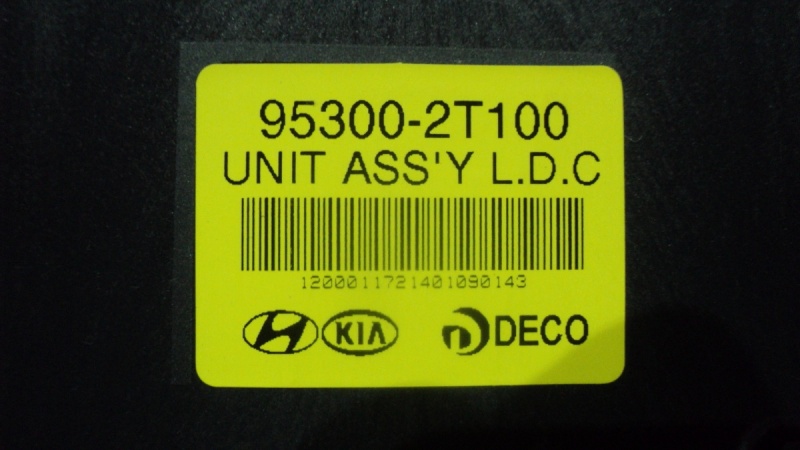 95300-2T100
UNIT ASS'Y L.D.C
1200011721401090143
KIA DECO